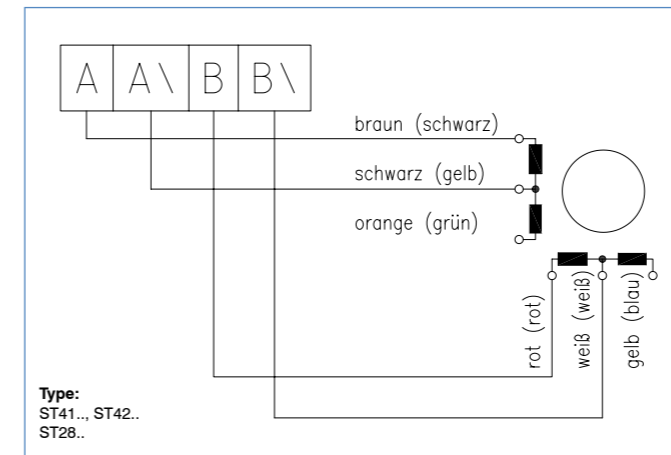 A A\ B B\
braun (schwarz)
schwarz (gelb)
orange (grün)
rot (rot)
weiß (weiß)
gelb (blau)
Type:
ST41.., ST42..
ST28..